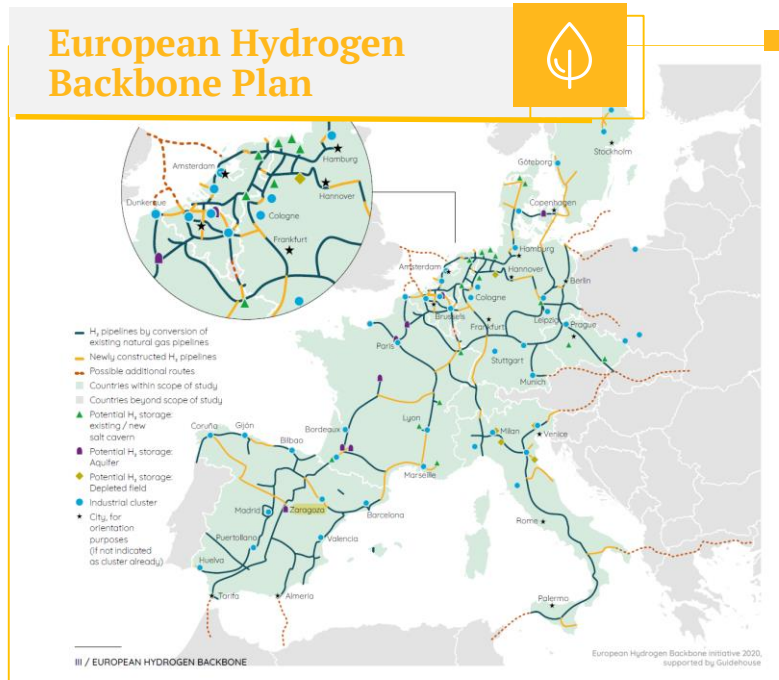 European Hydrogen
Backbone Plan
Amsterdam
Hamburg
Hannover
Dunkerque
Cologne
Frankfurt
Stockholm
Göteborg
Copenhagen
Hamburg
Amsterdam
Hannover
Berlin
Cologne
Brussels
Leipzig
Frankfurt
Prague
Paris
Stuttgart
Munich
H₂ pipelines by conversion of
existing natural gas pipelines
Newly constructed H₂ pipelines
Possible additional routes
Countries within scope of study
Countries beyond scope of study
Potential H₂ storage:
existing / new
salt cavern
Potential H₂ storage:
Aquifer
Potential H₂ storage:
Depleted field
Industrial cluster
City, for
orientation
purposes
(if not indicated
as cluster already)
Lyon
Coruña
Gijón
Bordeaux
Milan
Venice
Bilbao
Marseille
Madrid
Zaragoza
Barcelona
Rome
Puertollano
Valencia
Huelva
Tarifa
Almeria
Palermo
III / EUROPEAN HYDROGEN BACKBONE
European Hydrogen Backbone initiative 2020,
supported by Guidehouse